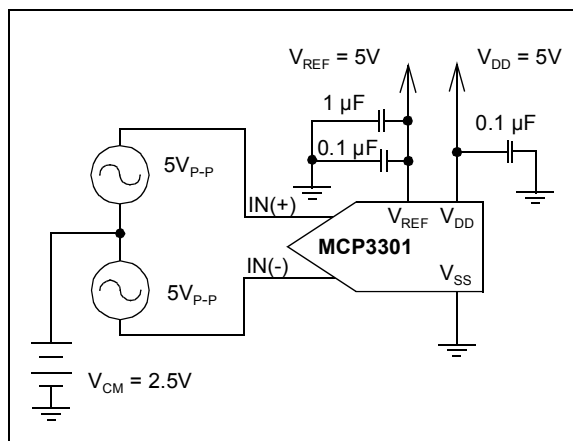 V_REF = 5V
V_DD = 5V
1 µF
0.1 µF
0.1 µF
5V_P-P
IN(+)
V_REF
V_DD
MCP3301
IN(-)
V_SS
5V_P-P
V_CM = 2.5V